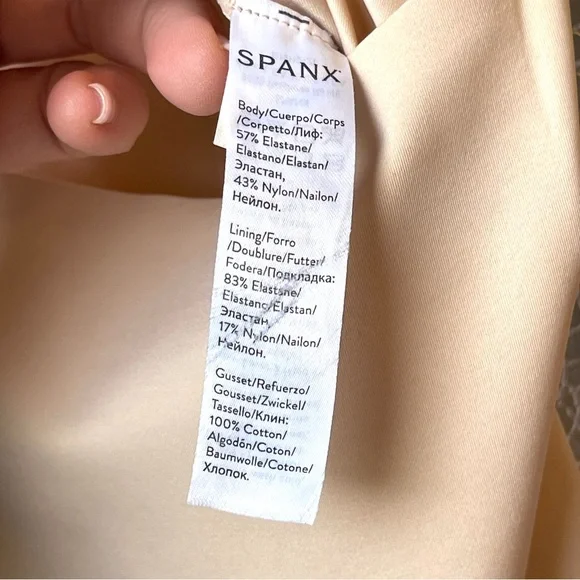 SPANX
Body/Cuerpo/Corps
/Corpetto/Лиф:
57% Elastane/
Elastano/Elastan/
Эластан,
43% Nylon/Nailon/
Нейлон.
Lining/Forro
/Doublure/Futter/
Fodera/Подкладка:
83% Elastane/
Elastano/Elastan/
Эластан,
17% Nylon/Nailon/
Нейлон.
Gusset/Refuerzo/
Gousset/Zwickel/
Tassello/Клин:
100% Cotton/
Algodón/Coton/
Baumwolle/Cotone/
Хлопок.